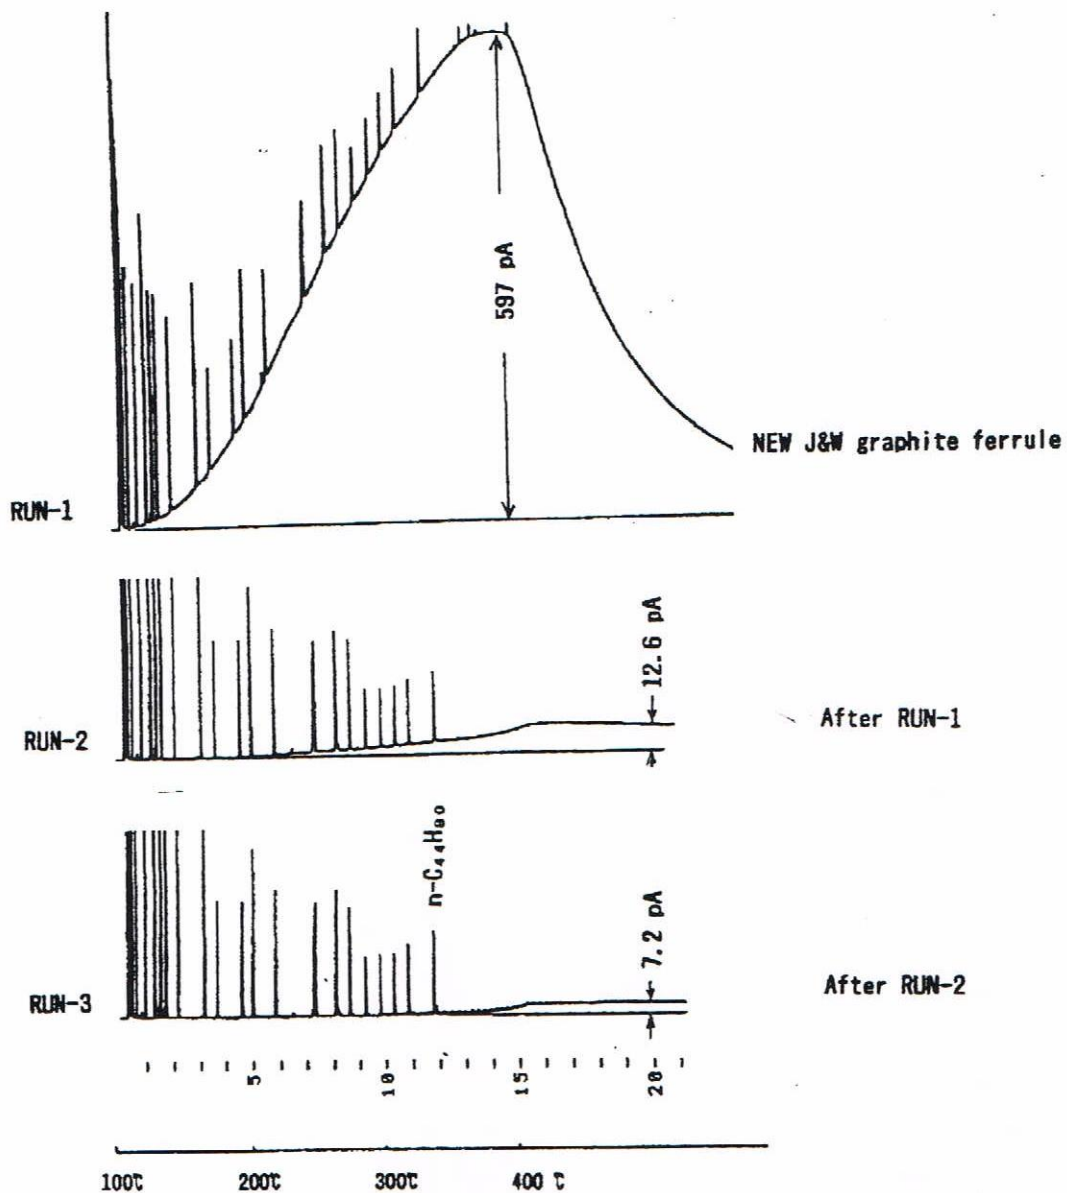 597 pA
NEW J&W graphite ferrule
RUN-1
12.6 pA
After RUN-1
RUN-2
n-C₄₄H₉₀
7.2 pA
After RUN-2
RUN-3
5- 10- 15- 20-
100℃ 200℃ 300℃ 400 ℃